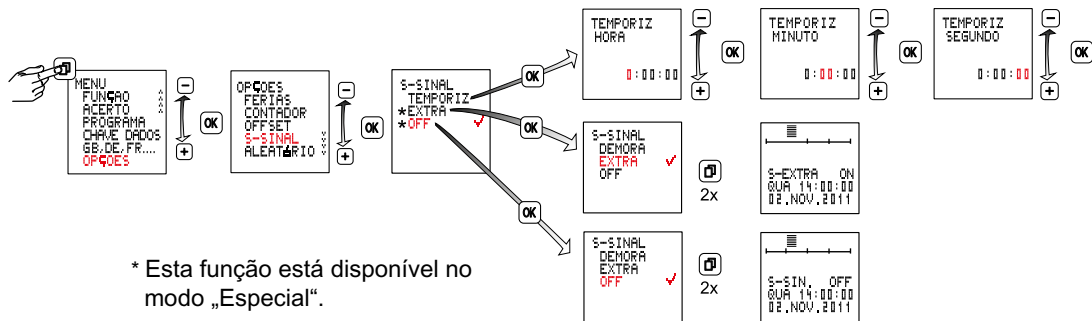 MENU
FUNÇAO
ACERTO
PROGRAMA
CHAVE DADOS
GB,DE,FR....
OPÇOES
OK
OPÇOES
FERIAS
CONTADOR
OFFSET
S-SINAL
ALEATÓRIO
OK
S-SINAL
TEMPORIZ
*EXTRA
*OFF
OK
OK
OK
TEMPORIZ
HORA
0:00:00
OK
TEMPORIZ
MINUTO
0:00:00
OK
TEMPORIZ
SEGUNDO
0:00:00
OK
S-SINAL
DEMORA
EXTRA
OFF
2x
S-EXTRA ON
QUA 14:00:00
02.NOV.2011
S-SINAL
DEMORA
EXTRA
OFF
2x
S-SIN. OFF
QUA 14:00:00
02.NOV.2011
* Esta função está disponível no
modo „Especial“.